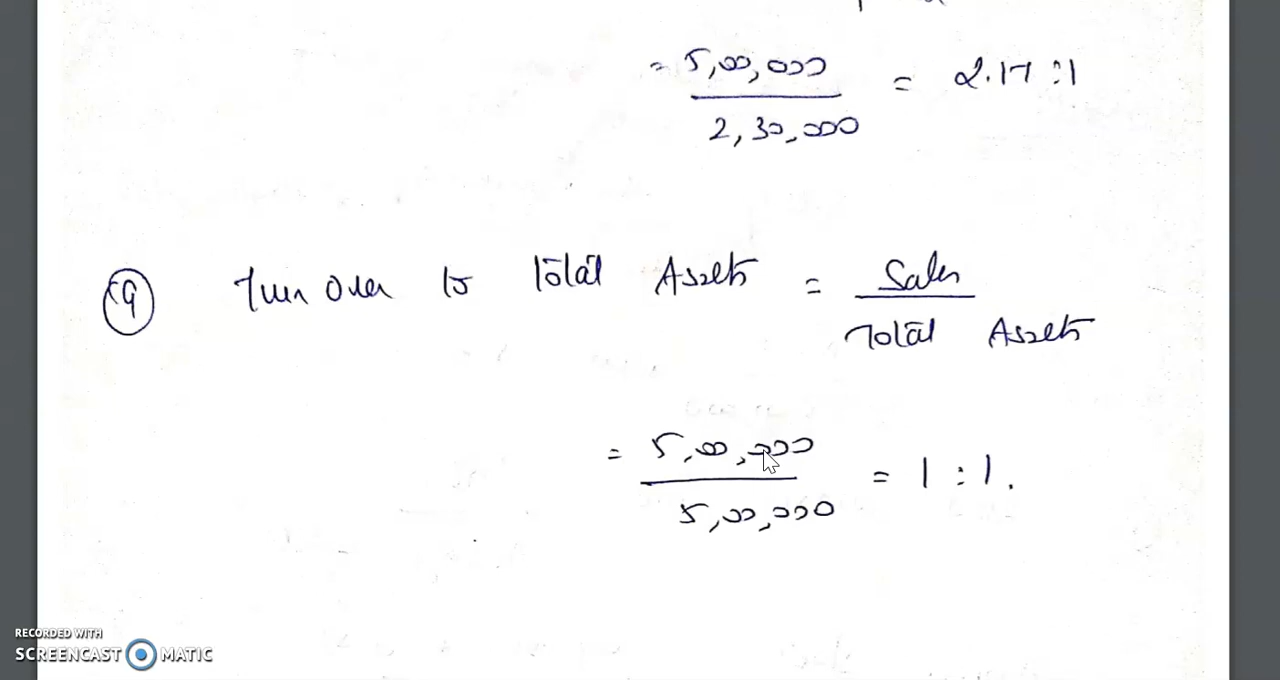 = 5,00,000 / 2,30,000 = 2.17 : 1
(9) Turn Over to Total Assets = Sales / Total Assets
= 5,00,000 / 5,00,000 = 1 : 1.
RECORDED WITH
SCREENCAST MATIC